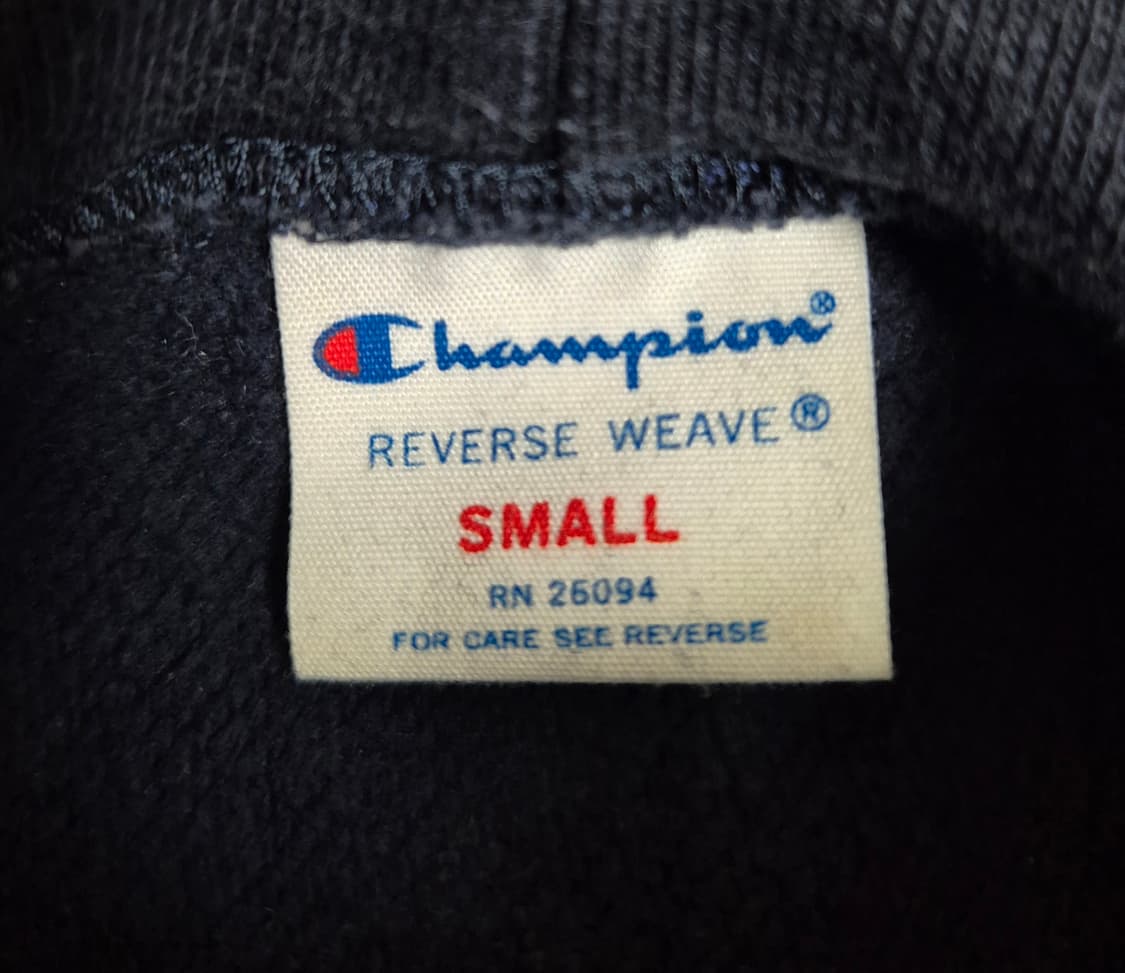 Champion®
REVERSE WEAVE®
SMALL
RN 26094
FOR CARE SEE REVERSE